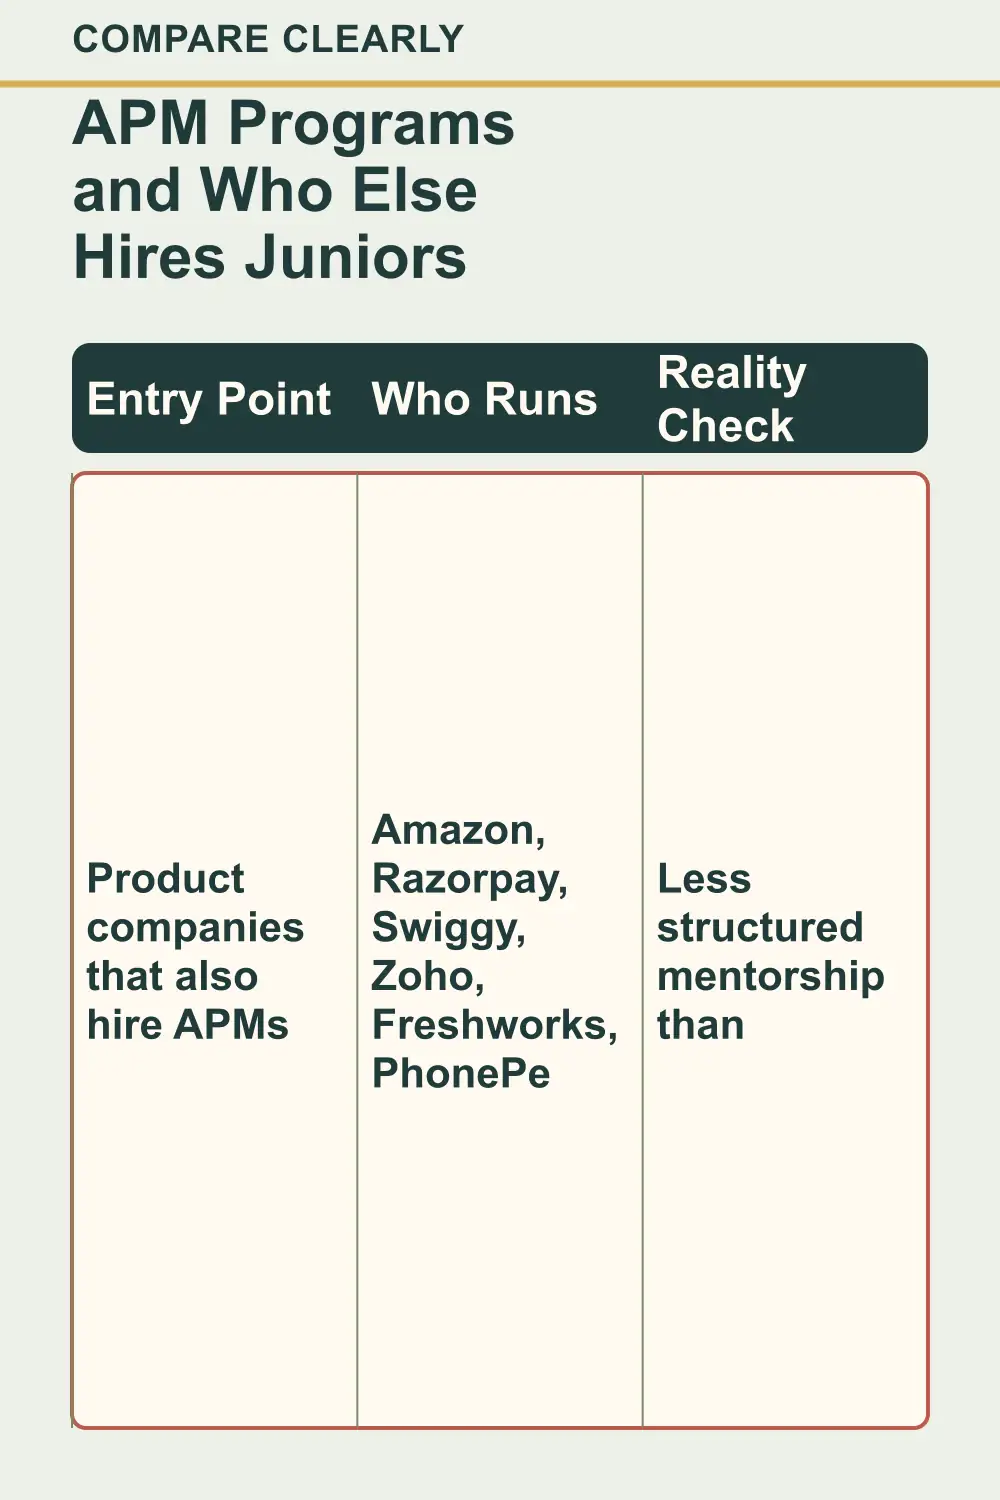 COMPARE CLEARLY
APM Programs
and Who Else
Hires Juniors
Entry Point
Who Runs
Reality
Check
Product
companies
that also
hire APMs
Amazon,
Razorpay,
Swiggy,
Zoho,
Freshworks,
PhonePe
Less
structured
mentorship
than